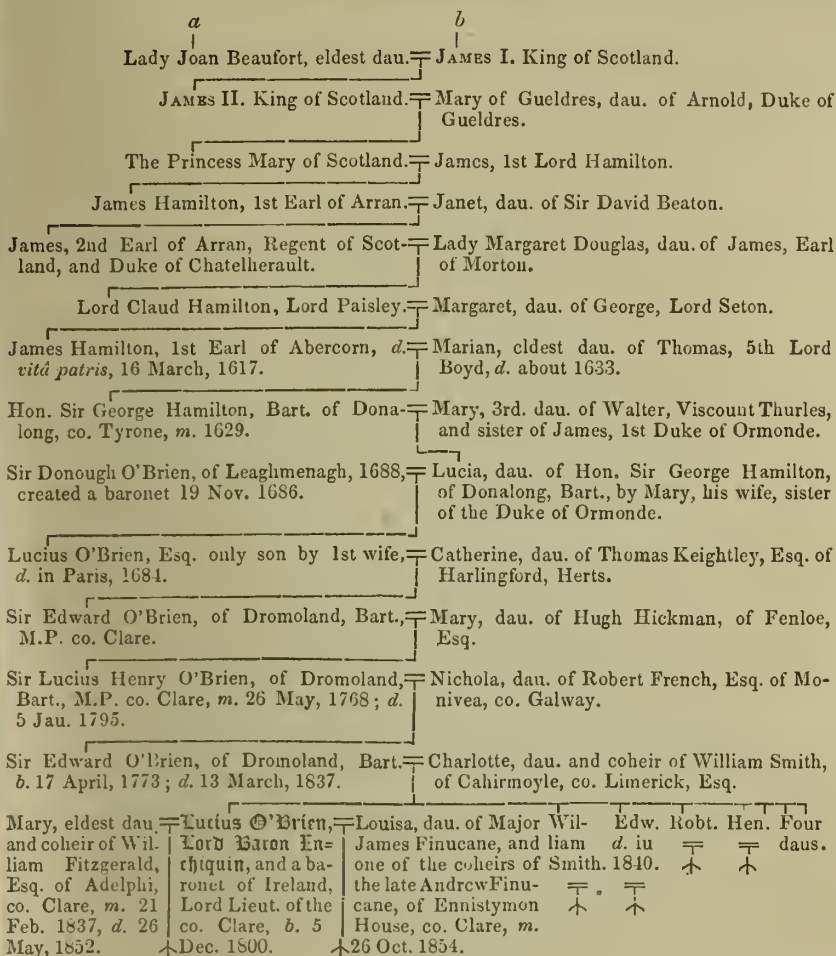 a b
Lady Joan Beaufort, eldest dau. JAMES I. King of Scotland.
JAMES II. King of Scotland. Mary of Gueldres, dau. of Arnold, Duke of
Gueldres.
The Princess Mary of Scotland. James, 1st Lord Hamilton.
James Hamilton, 1st Earl of Arran. Janet, dau. of Sir David Beaton.
James, 2nd Earl of Arran, Regent of Scot- Lady Margaret Douglas, dau. of James, Earl
land, and Duke of Chatelherault. of Morton.
Lord Claud Hamilton, Lord Paisley. Margaret, dau. of George, Lord Seton.
James Hamilton, 1st Earl of Abercorn, d. Marian, eldest dau. of Thomas, 5th Lord
vitâ patris, 16 March, 1617. Boyd, d. about 1633.
Hon. Sir George Hamilton, Bart. of Dona- Mary, 3rd. dau. of Walter, Viscount Thurles,
long, co. Tyrone, m. 1629. and sister of James, 1st Duke of Ormonde.
Sir Donough O'Brien, of Leaghmenagh, 1688, Lucia, dau. of Hon. Sir George Hamilton,
created a baronet 19 Nov. 1686. of Donalong, Bart., by Mary, his wife, sister
of the Duke of Ormonde.
Lucius O'Brien, Esq. only son by 1st wife, Catherine, dau. of Thomas Keightley, Esq. of
d. in Paris, 1684. Harlingford, Herts.
Sir Edward O'Brien, of Dromoland, Bart., Mary, dau. of Hugh Hickman, of Fenloe,
M.P. co. Clare. Esq.
Sir Lucius Henry O'Brien, of Dromoland, Nichola, dau. of Robert French, Esq. of Mo-
Bart., M.P. co. Clare, m. 26 May, 1768; d. nivea, co. Galway.
5 Jau. 1795.
Sir Edward O'Brien, of Dromoland, Bart. Charlotte, dau. and coheir of William Smith,
b. 17 April, 1773; d. 13 March, 1837. of Cahirmoyle, co. Limerick, Esq.
Mary, eldest dau. Lucius O'Brien, Louisa, dau. of Major Wil- Edw. Robt. Hen. Four
and coheir of Wil- Lord Baron En= James Finucane, and liam d. iu daus.
liam Fitzgerald, chiquin, and a ba- one of the coheirs of Smith. 1840.
Esq. of Adelphi, ronet of Ireland, the late Andrew Finu-
co. Clare, m. 21 Lord Lieut. of the cane, of Ennistymon
Feb. 1837, d. 26 co. Clare, b. 5 House, co. Clare, m.
May, 1852. Dec. 1800. 26 Oct. 1854.